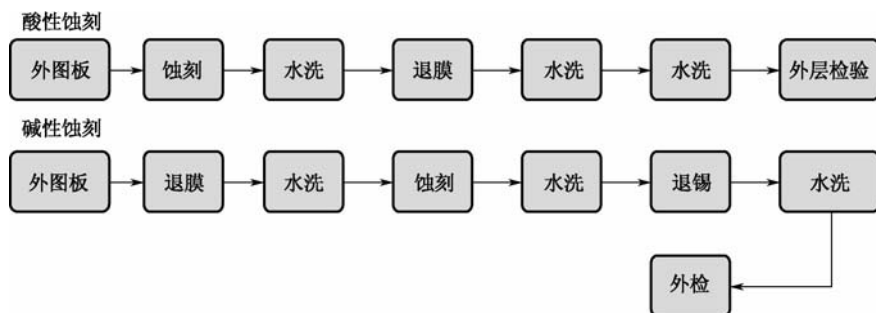 酸性蚀刻
外图板 蚀刻 水洗 退膜 水洗 水洗 外层检验
碱性蚀刻
外图板 退膜 水洗 蚀刻 水洗 退锡 水洗
外检